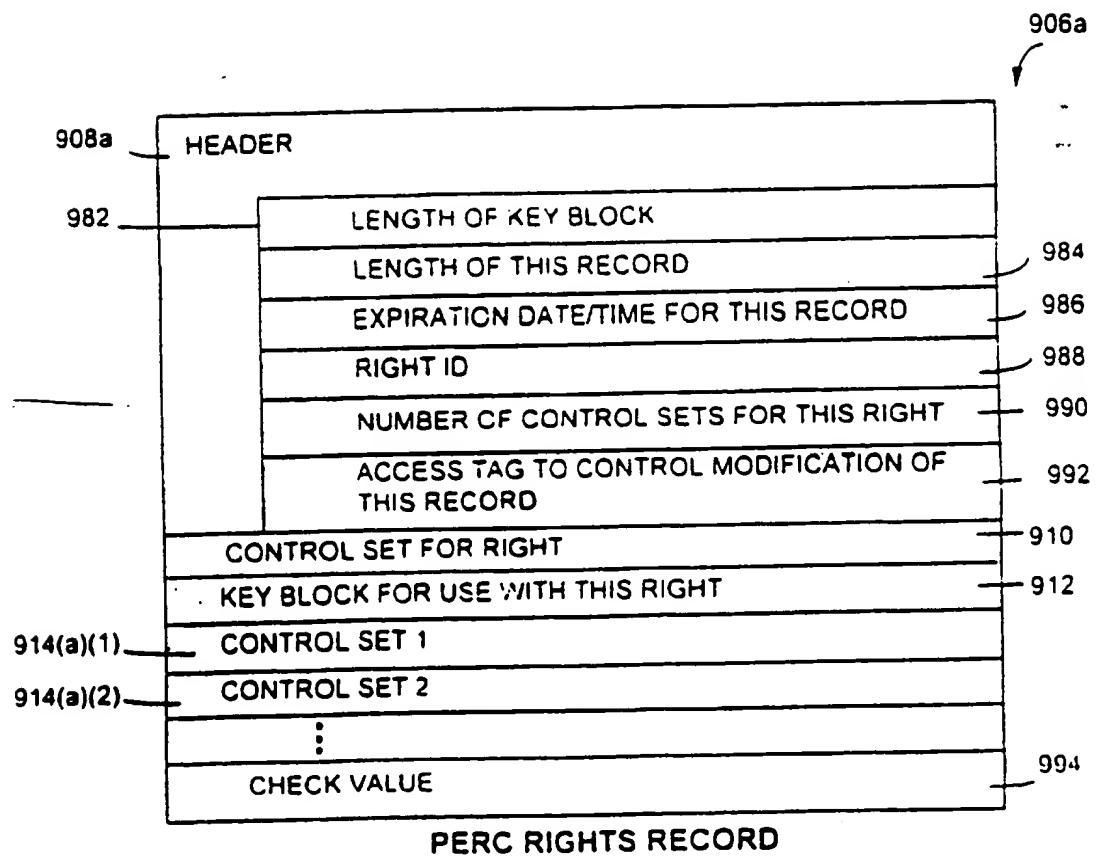 906a
908a
HEADER
982
LENGTH OF KEY BLOCK
LENGTH OF THIS RECORD
984
EXPIRATION DATE/TIME FOR THIS RECORD
986
RIGHT ID
988
NUMBER CF CONTROL SETS FOR THIS RIGHT
990
ACCESS TAG TO CONTROL MODIFICATION OF
THIS RECORD
992
CONTROL SET FOR RIGHT
910
KEY BLOCK FOR USE WITH THIS RIGHT
912
914(a)(1)
CONTROL SET 1
914(a)(2)
CONTROL SET 2
CHECK VALUE
994
PERC RIGHTS RECORD